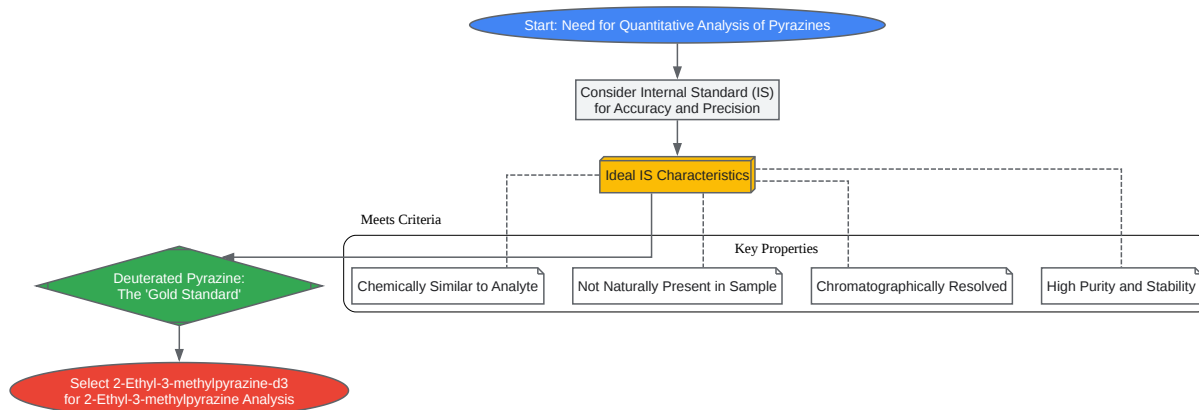 Start: Need for Quantitative Analysis of Pyrazines
Consider Internal Standard (IS)
for Accuracy and Precision
Ideal IS Characteristics
Meets Criteria
Key Properties
Deuterated Pyrazine:
The 'Gold Standard'
Chemically Similar to Analyte
Not Naturally Present in Sample
Chromatographically Resolved
High Purity and Stability
Select 2-Ethyl-3-methylpyrazine-d3
for 2-Ethyl-3-methylpyrazine Analysis